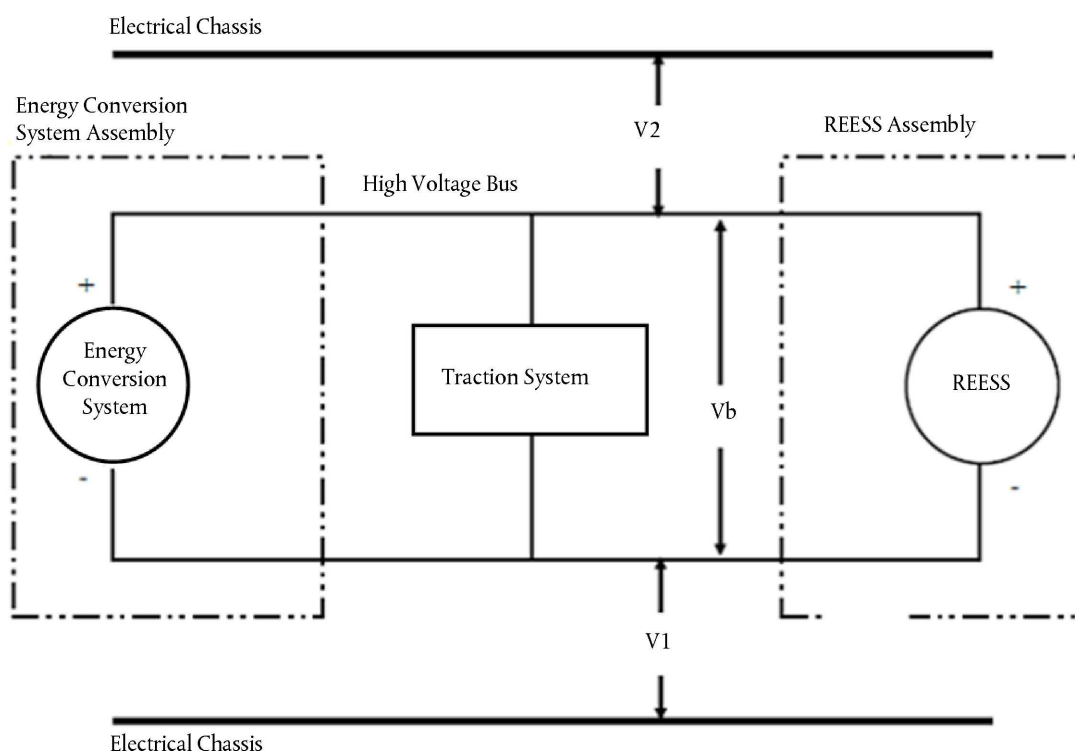 Electrical Chassis
Energy Conversion
System Assembly
V2
REESS Assembly
High Voltage Bus
+
+
Energy
Conversion
System
Traction System
REESS
Vb
-
-
V1
Electrical Chassis